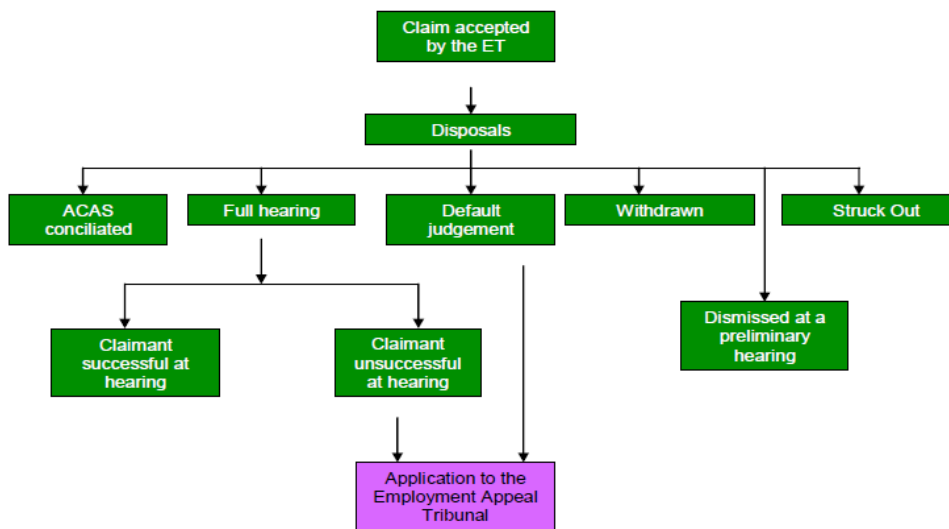 Claim accepted
by the ET
Disposals
ACAS
conciliated
Full hearing
Default
judgement
Withdrawn
Struck Out
Claimant
successful at
hearing
Claimant
unsuccessful
at hearing
Dismissed at a
preliminary
hearing
Application to the
Employment Appeal
Tribunal